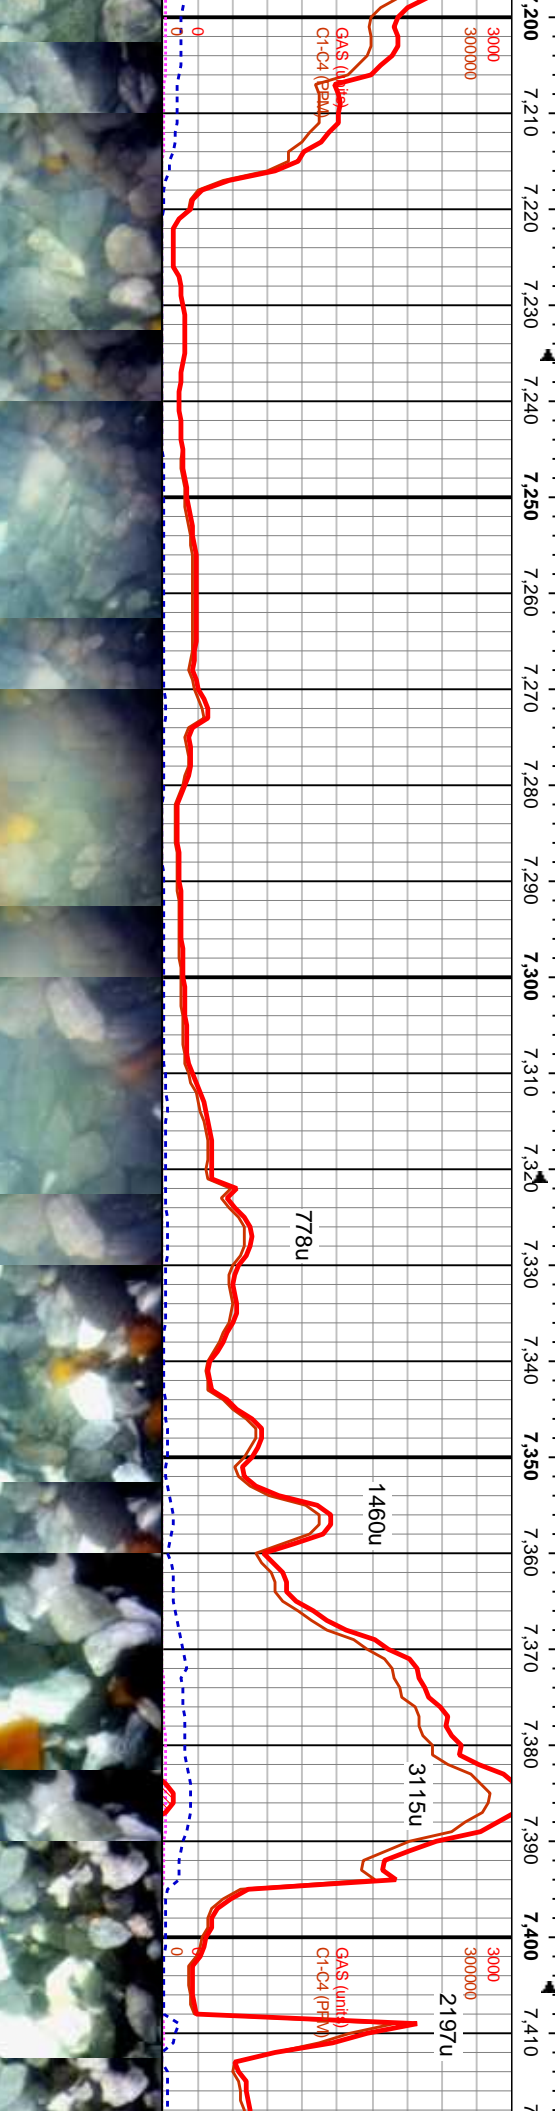 ,200
0 GAS (units) 3000
0 C1-C4 (PPM) 300000
7,210
7,220
7,230
7,240
7,250
7,260
7,270
7,280
7,290
7,300
7,310
7,320
778u
7,330
7,340
7,350
1460u
7,360
7,370
7,380
3115u
7,390
7,400
0 GAS (units) 3000
0 C1-C4 (PPM) 300000
2197u
7,410
7